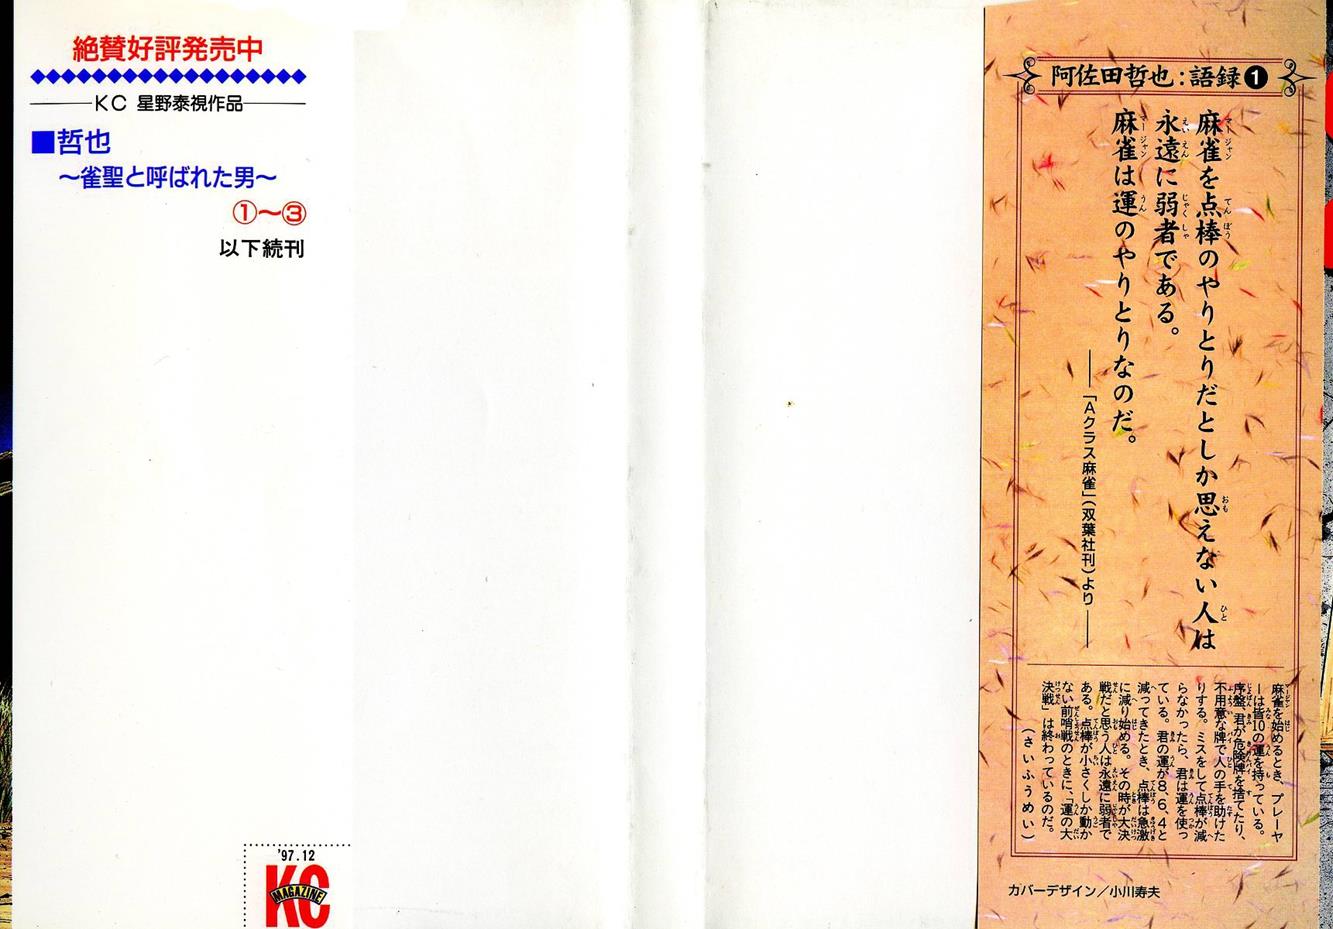 絶賛好評発売中
KC 星野泰視作品
■哲也
〜雀聖と呼ばれた男〜
①〜③
以下続刊
'97.12
KC
MAGAZINE
阿佐田哲也：語録❶
麻雀を点棒のやりとりだとしか思えない人は
永遠に弱者である。
麻雀は運のやりとりなのだ。
――「Aクラス麻雀」（双葉社刊）より――
麻雀を始めるとき、プレーヤ
ーは皆10の運を持っている。
序盤、君が危険牌を捨てたり、
不用意な牌で人の手を助けた
りする。ミスをして点棒が減
らなかったら、君は運を使っ
ている。君の運が8、6、4と
減ってきたとき、点棒は急激
に減り始める。その時が大決
戦だと思う人は永遠に弱者で
ある。点棒が小さくしか動か
ない前哨戦のときに、「運の大
決戦」は終わっているのだ。
（さいふうめい）
カバーデザイン／小川寿夫